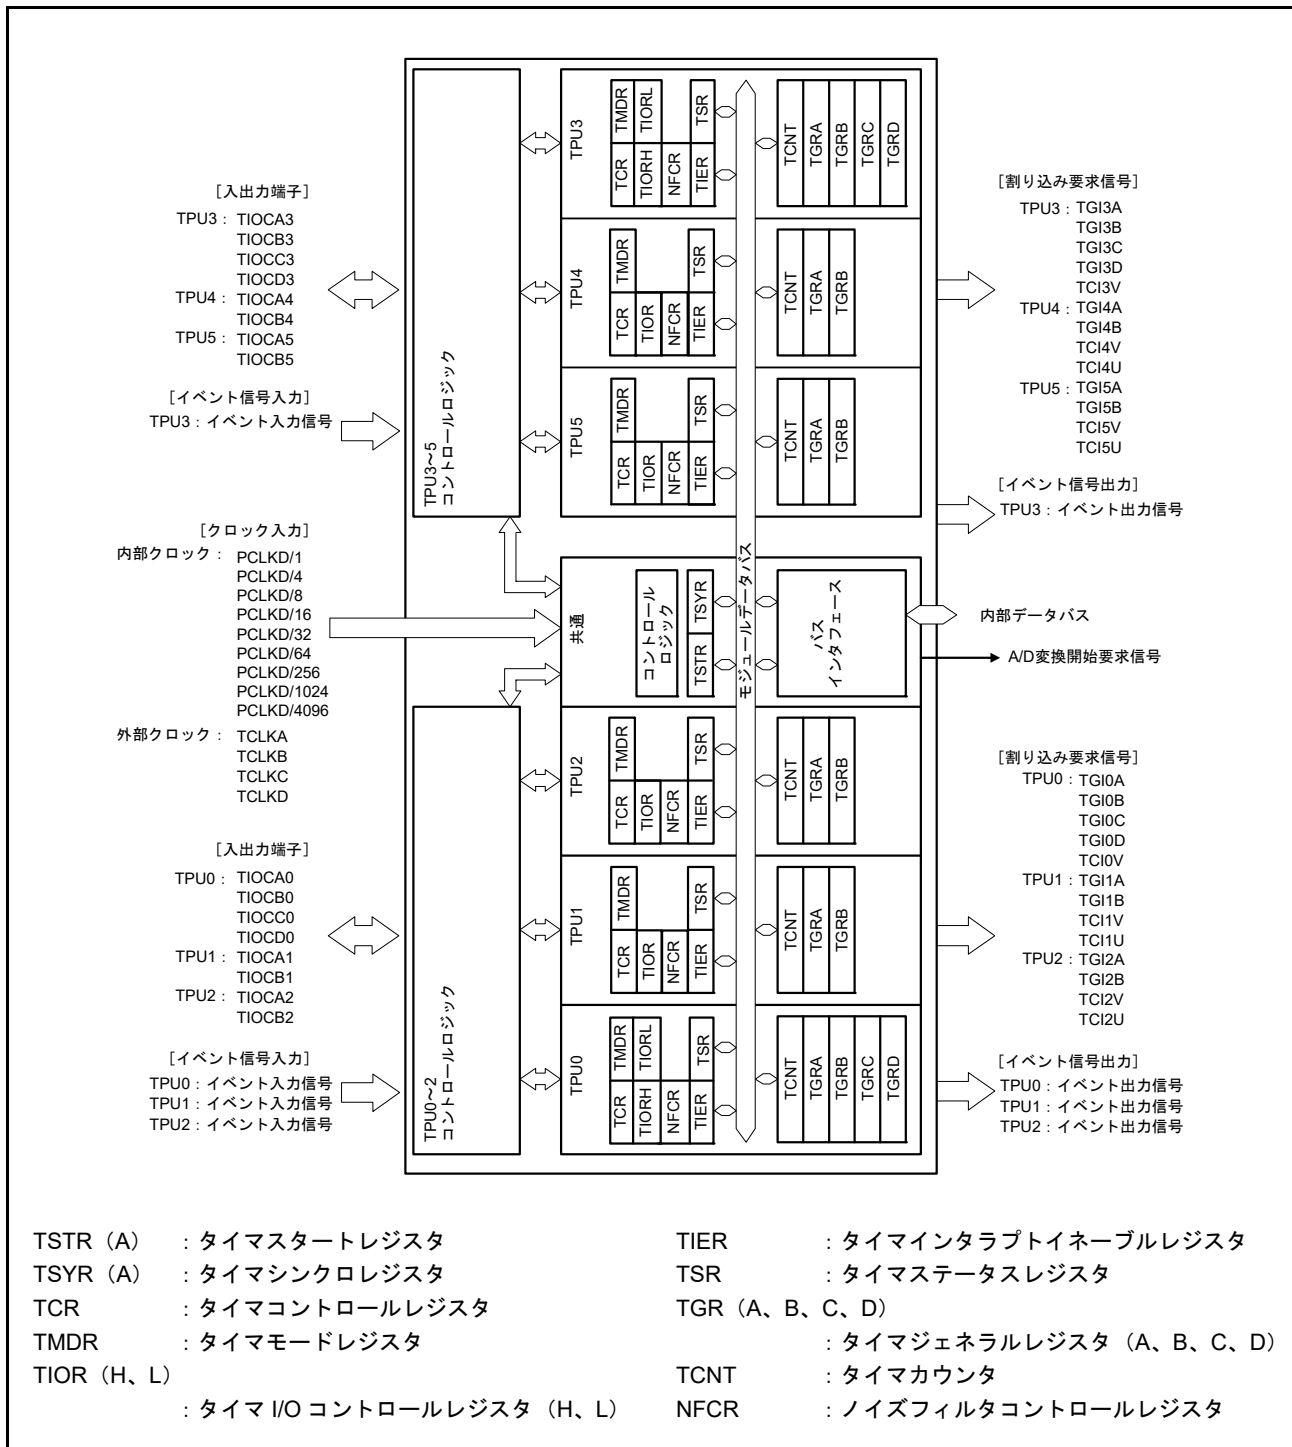 [入出力端子]
TPU3：TIOCA3
TIOCB3
TIOCC3
TIOCD3
TPU4：TIOCA4
TIOCB4
TPU5：TIOCA5
TIOCB5
[イベント信号入力]
TPU3：イベント入力信号
[クロック入力]
内部クロック：PCLKD/1
PCLKD/4
PCLKD/8
PCLKD/16
PCLKD/32
PCLKD/64
PCLKD/256
PCLKD/1024
PCLKD/4096
外部クロック：TCLKA
TCLKB
TCLKC
TCLKD
[入出力端子]
TPU0：TIOCA0
TIOCB0
TIOCC0
TIOCD0
TPU1：TIOCA1
TIOCB1
TPU2：TIOCA2
TIOCB2
[イベント信号入力]
TPU0：イベント入力信号
TPU1：イベント入力信号
TPU2：イベント入力信号
TPU3～5
コントロールロジック
TPU0～2
コントロールロジック
TPU3
TMDR
TIORL
TSR
TCR
TIORH
NFCR
TIER
TCNT
TGRA
TGRB
TGRC
TGRD
TPU4
TMDR
TSR
TCR
TIOR
NFCR
TIER
TCNT
TGRA
TGRB
TPU5
TMDR
TSR
TCR
TIOR
NFCR
TIER
TCNT
TGRA
TGRB
共通
コントロール
ロジック
TSYR
TSTR
モジュールデータバス
バス
インタフェース
TPU2
TMDR
TSR
TCR
TIOR
NFCR
TIER
TCNT
TGRA
TGRB
TPU1
TMDR
TSR
TCR
TIOR
NFCR
TIER
TCNT
TGRA
TGRB
TPU0
TMDR
TIORL
TSR
TCR
TIORH
NFCR
TIER
TCNT
TGRA
TGRB
TGRC
TGRD
[割り込み要求信号]
TPU3：TGI3A
TGI3B
TGI3C
TGI3D
TCI3V
TPU4：TGI4A
TGI4B
TCI4V
TCI4U
TPU5：TGI5A
TGI5B
TCI5V
TCI5U
[イベント信号出力]
TPU3：イベント出力信号
内部データバス
A/D変換開始要求信号
[割り込み要求信号]
TPU0：TGI0A
TGI0B
TGI0C
TGI0D
TCI0V
TPU1：TGI1A
TGI1B
TCI1V
TCI1U
TPU2：TGI2A
TGI2B
TCI2V
TCI2U
[イベント信号出力]
TPU0：イベント出力信号
TPU1：イベント出力信号
TPU2：イベント出力信号
TSTR（A）：タイマスタートレジスタ
TSYR（A）：タイマシンクロレジスタ
TCR：タイマコントロールレジスタ
TMDR：タイマモードレジスタ
TIOR（H、L）
：タイマ I/O コントロールレジスタ（H、L）
TIER：タイマインタラプトイネーブルレジスタ
TSR：タイマステータスレジスタ
TGR（A、B、C、D）
：タイマジェネラルレジスタ（A、B、C、D）
TCNT：タイマカウンタ
NFCR：ノイズフィルタコントロールレジスタ